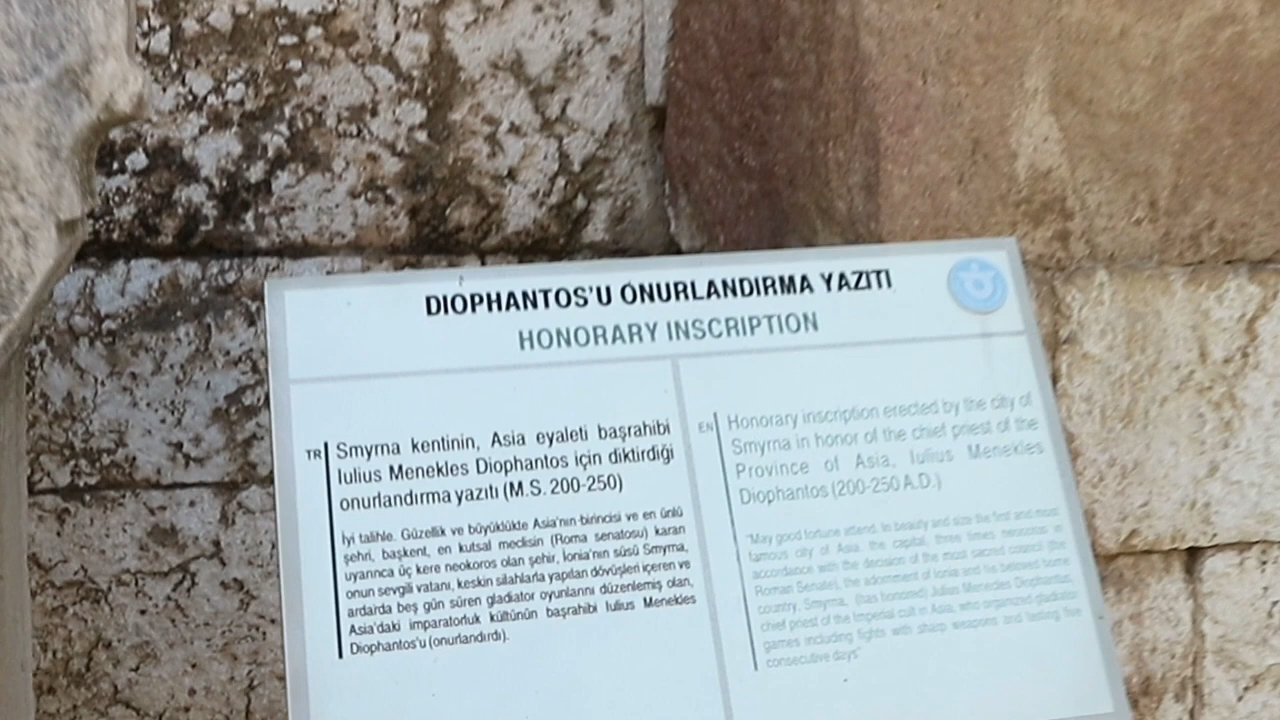 DIOPHANTOS'U ONURLANDIRMA YAZITI
HONORARY INSCRIPTION
TR
Smyrna kentinin, Asia eyaleti başrahibi
Iulius Menekles Diophantos için diktirdiği
onurlandırma yazıtı (M.S. 200-250)
İyi talihle. Güzellik ve büyüklükte Asia'nın birincisi ve en ünlü
şehri, başkent, en kutsal meclisin (Roma senatosu) kararı
uyarınca üç kere neokoros olan şehir, İonia'nın süsü Smyrna,
onun sevgili vatanı, keskin silahlarla yapılan dövüşleri içeren ve
ardarda beş gün süren gladiator oyunlarını düzenlemiş olan,
Asia'daki imparatorluk kültünün başrahibi Iulius Menekles
Diophantos'u (onurlandırdı).
EN
Honorary inscription erected by the city of
Smyrna in honor of the chief priest of the
Province of Asia, Iulius Menekles
Diophantos (200-250 A.D.)
"May good fortune attend. In beauty and size the first and most
famous city of Asia, the capital, three times neocoros in
accordance with the decision of the most sacred council (the
Roman Senate), the adornment of Ionia and his beloved home
country, Smyrna, (has honored) Julius Menecles Diophantus,
chief priest of the Imperial cult in Asia, who organized gladiator
games including fights with sharp weapons and lasting five
consecutive days"